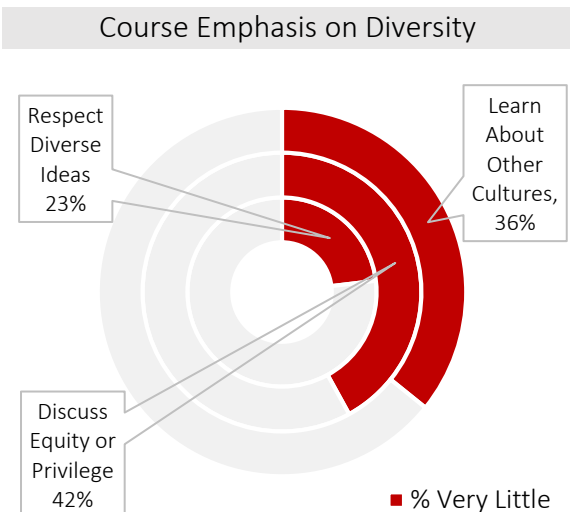 Course Emphasis on Diversity
Respect
Diverse
Ideas
23%
Learn
About
Other
Cultures,
36%
Discuss
Equity or
Privilege
42%
% Very Little